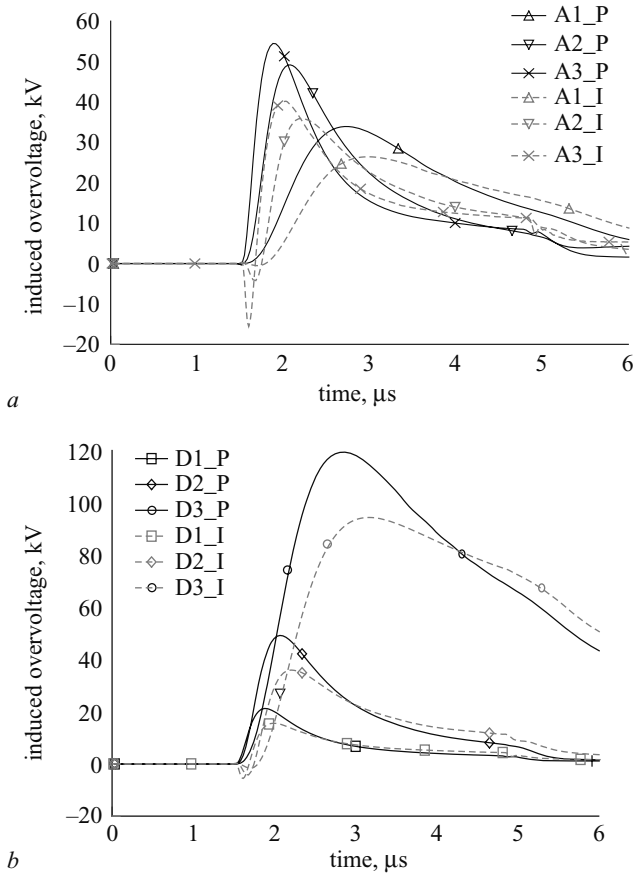 60
50
40
30
20
10
0
–10
–20
induced overvoltage, kV
A1_P
A2_P
A3_P
A1_I
A2_I
A3_I
0 1 2 3 4 5 6
time, µs
a
120
100
80
60
40
20
0
–20
induced overvoltage, kV
D1_P
D2_P
D3_P
D1_I
D2_I
D3_I
0 1 2 3 4 5 6
time, µs
b